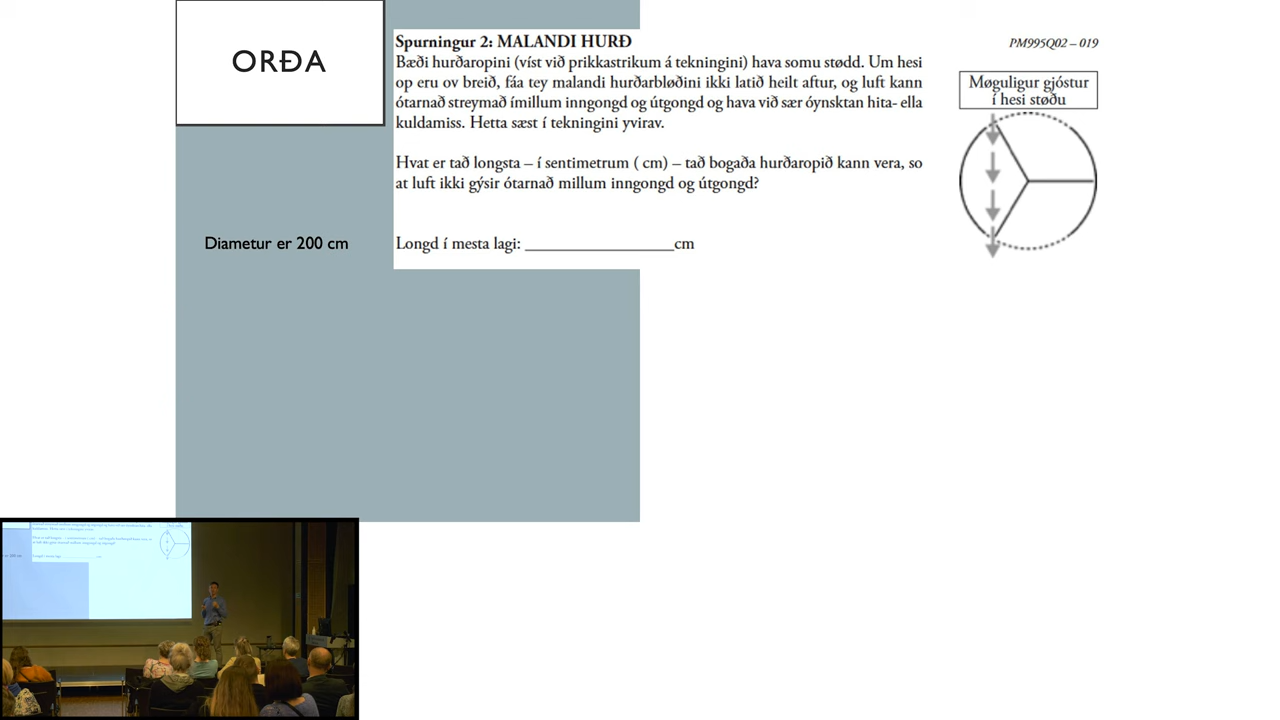 ORÐA
Spurningur 2: MALANDI HURÐ
PM995Q02 – 019
Bæði hurðaropini (víst við prikkastrikum á tekningini) hava somu stødd. Um hesi
op eru ov breið, fáa tey malandi hurðarbløðini ikki latið heilt aftur, og luft kann
ótarnað streymað ímillum inngongd og útgongd og hava við sær óynsktan hita- ella
kuldamiss. Hetta sæst í tekningini yvirav.
Møguligur gjóstur
í hesi støðu
Hvat er tað longsta – í sentimetrum ( cm) – tað bogaða hurðaropið kann vera, so
at luft ikki gýsir ótarnað millum inngongd og útgongd?
Diametur er 200 cm
Longd í mesta lagi: __________________cm